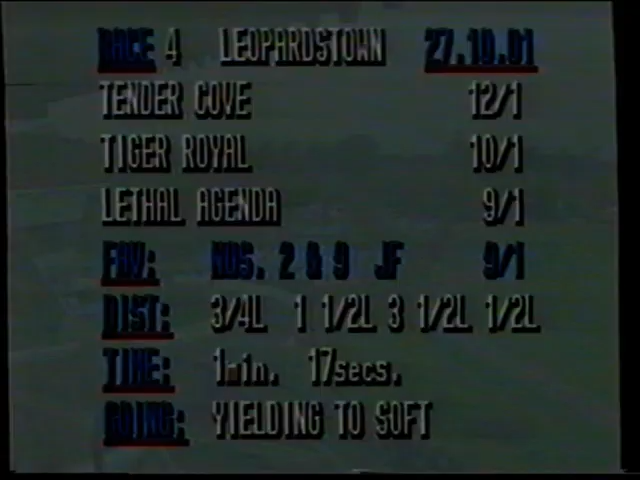 RACE 4 LEOPARDSTOWN 27.10.01
TENDER COVE 12/1
TIGER ROYAL 10/1
LETHAL AGENDA 9/1
FAV: NOS. 2 & 9 JF 9/1
DIST: 3/4L 1 1/2L 3 1/2L 1/2L
TIME: 1min. 17secs.
GOING: YIELDING TO SOFT